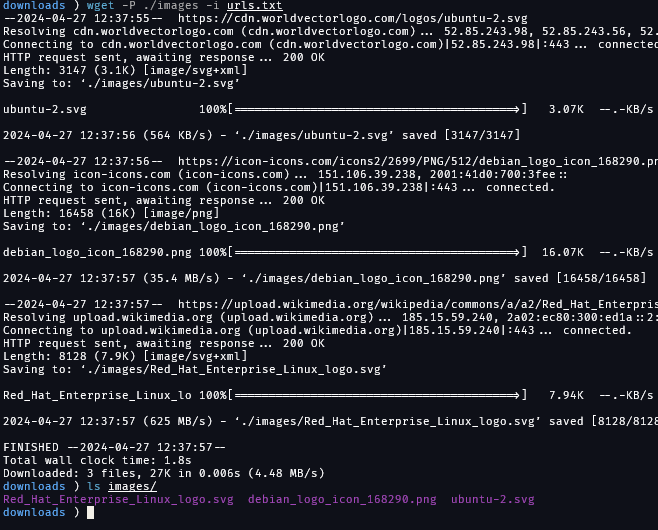 downloads ) wget -P ./images -i urls.txt
--2024-04-27 12:37:55-- https://cdn.worldvectorlogo.com/logos/ubuntu-2.svg
Resolving cdn.worldvectorlogo.com (cdn.worldvectorlogo.com)... 52.85.243.98, 52.85.243.56, 52.
Connecting to cdn.worldvectorlogo.com (cdn.worldvectorlogo.com)|52.85.243.98|:443... connected
HTTP request sent, awaiting response... 200 OK
Length: 3147 (3.1K) [image/svg+xml]
Saving to: ‘./images/ubuntu-2.svg’
ubuntu-2.svg 100%[=======================================>] 3.07K --.-KB/s
2024-04-27 12:37:56 (564 KB/s) - ‘./images/ubuntu-2.svg’ saved [3147/3147]
--2024-04-27 12:37:56-- https://icon-icons.com/icons2/2699/PNG/512/debian_logo_icon_168290.pn
Resolving icon-icons.com (icon-icons.com)... 151.106.39.238, 2001:41d0:700:3fee::
Connecting to icon-icons.com (icon-icons.com)|151.106.39.238|:443... connected.
HTTP request sent, awaiting response... 200 OK
Length: 16458 (16K) [image/png]
Saving to: ‘./images/debian_logo_icon_168290.png’
debian_logo_icon_168290.png 100%[=======================================>] 16.07K --.-KB/s
2024-04-27 12:37:57 (35.4 MB/s) - ‘./images/debian_logo_icon_168290.png’ saved [16458/16458]
--2024-04-27 12:37:57-- https://upload.wikimedia.org/wikipedia/commons/a/a2/Red_Hat_Enterpris
Resolving upload.wikimedia.org (upload.wikimedia.org)... 185.15.59.240, 2a02:ec80:300:ed1a::2:
Connecting to upload.wikimedia.org (upload.wikimedia.org)|185.15.59.240|:443... connected.
HTTP request sent, awaiting response... 200 OK
Length: 8128 (7.9K) [image/svg+xml]
Saving to: ‘./images/Red_Hat_Enterprise_Linux_logo.svg’
Red_Hat_Enterprise_Linux_lo 100%[=======================================>] 7.94K --.-KB/s
2024-04-27 12:37:57 (625 MB/s) - ‘./images/Red_Hat_Enterprise_Linux_logo.svg’ saved [8128/8128
FINISHED --2024-04-27 12:37:57--
Total wall clock time: 1.8s
Downloaded: 3 files, 27K in 0.006s (4.48 MB/s)
downloads ) ls images/
Red_Hat_Enterprise_Linux_logo.svg debian_logo_icon_168290.png ubuntu-2.svg
downloads )